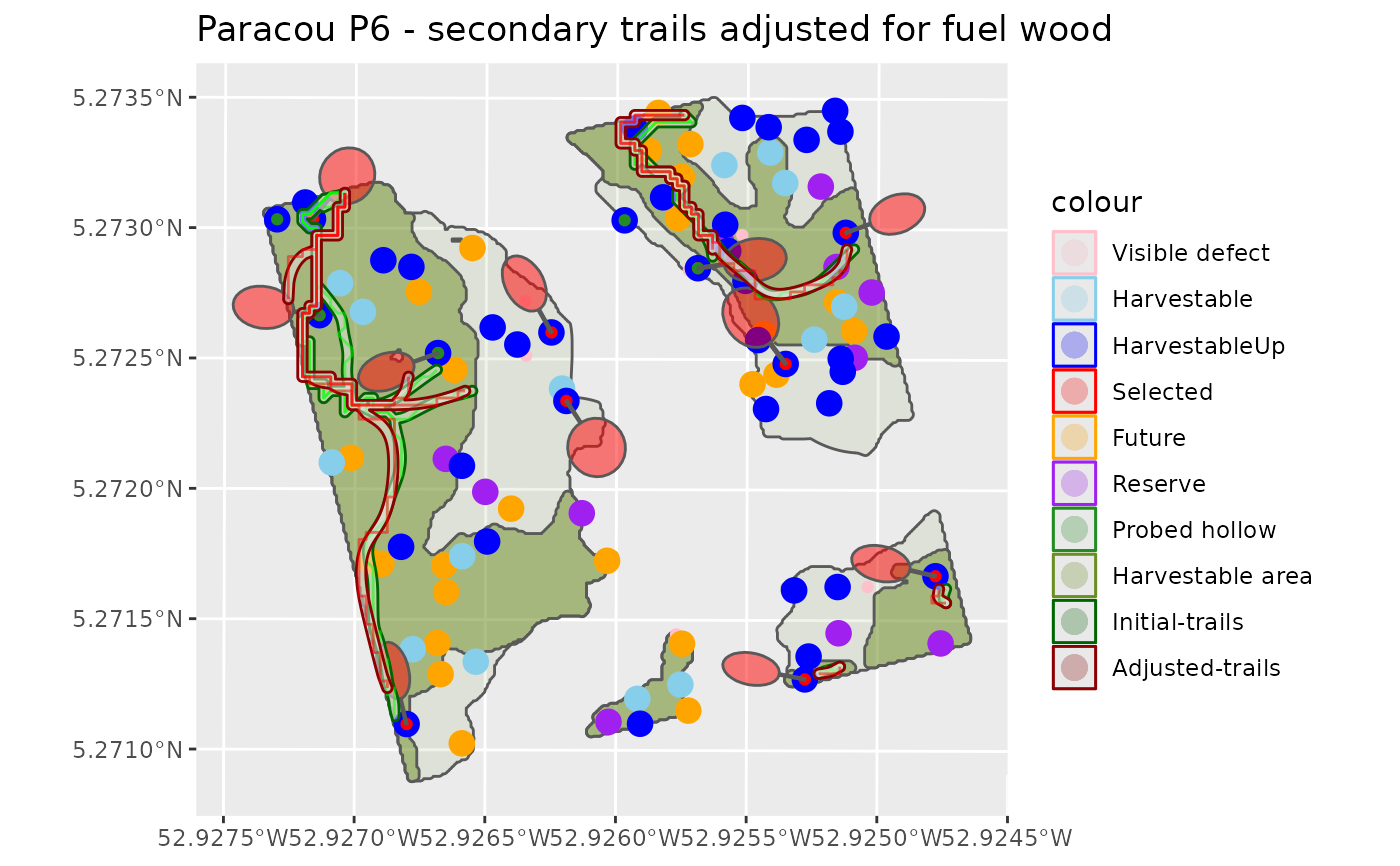 Paracou P6 - secondary trails adjusted for fuel wood
5.2735°N
5.2730°N
5.2725°N
5.2720°N
5.2715°N
5.2710°N
52.9275°W 52.9270°W 52.9265°W 52.9260°W 52.9255°W 52.9250°W 52.9245°W
colour
Visible defect
Harvestable
HarvestableUp
Selected
Future
Reserve
Probed hollow
Harvestable area
Initial-trails
Adjusted-trails